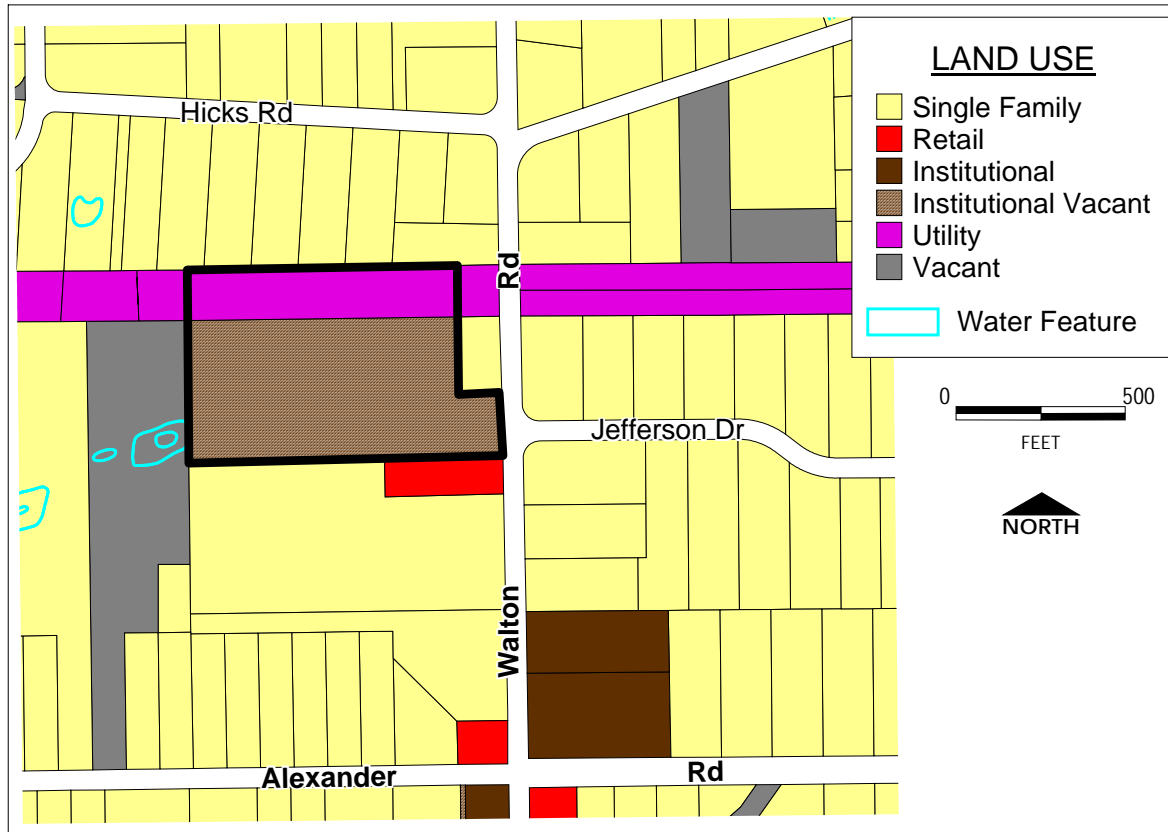 LAND USE
Single Family
Retail
Institutional
Institutional Vacant
Utility
Vacant
Water Feature
0 500
FEET
NORTH
Hicks Rd
Rd
Jefferson Dr
Walton
Alexander Rd